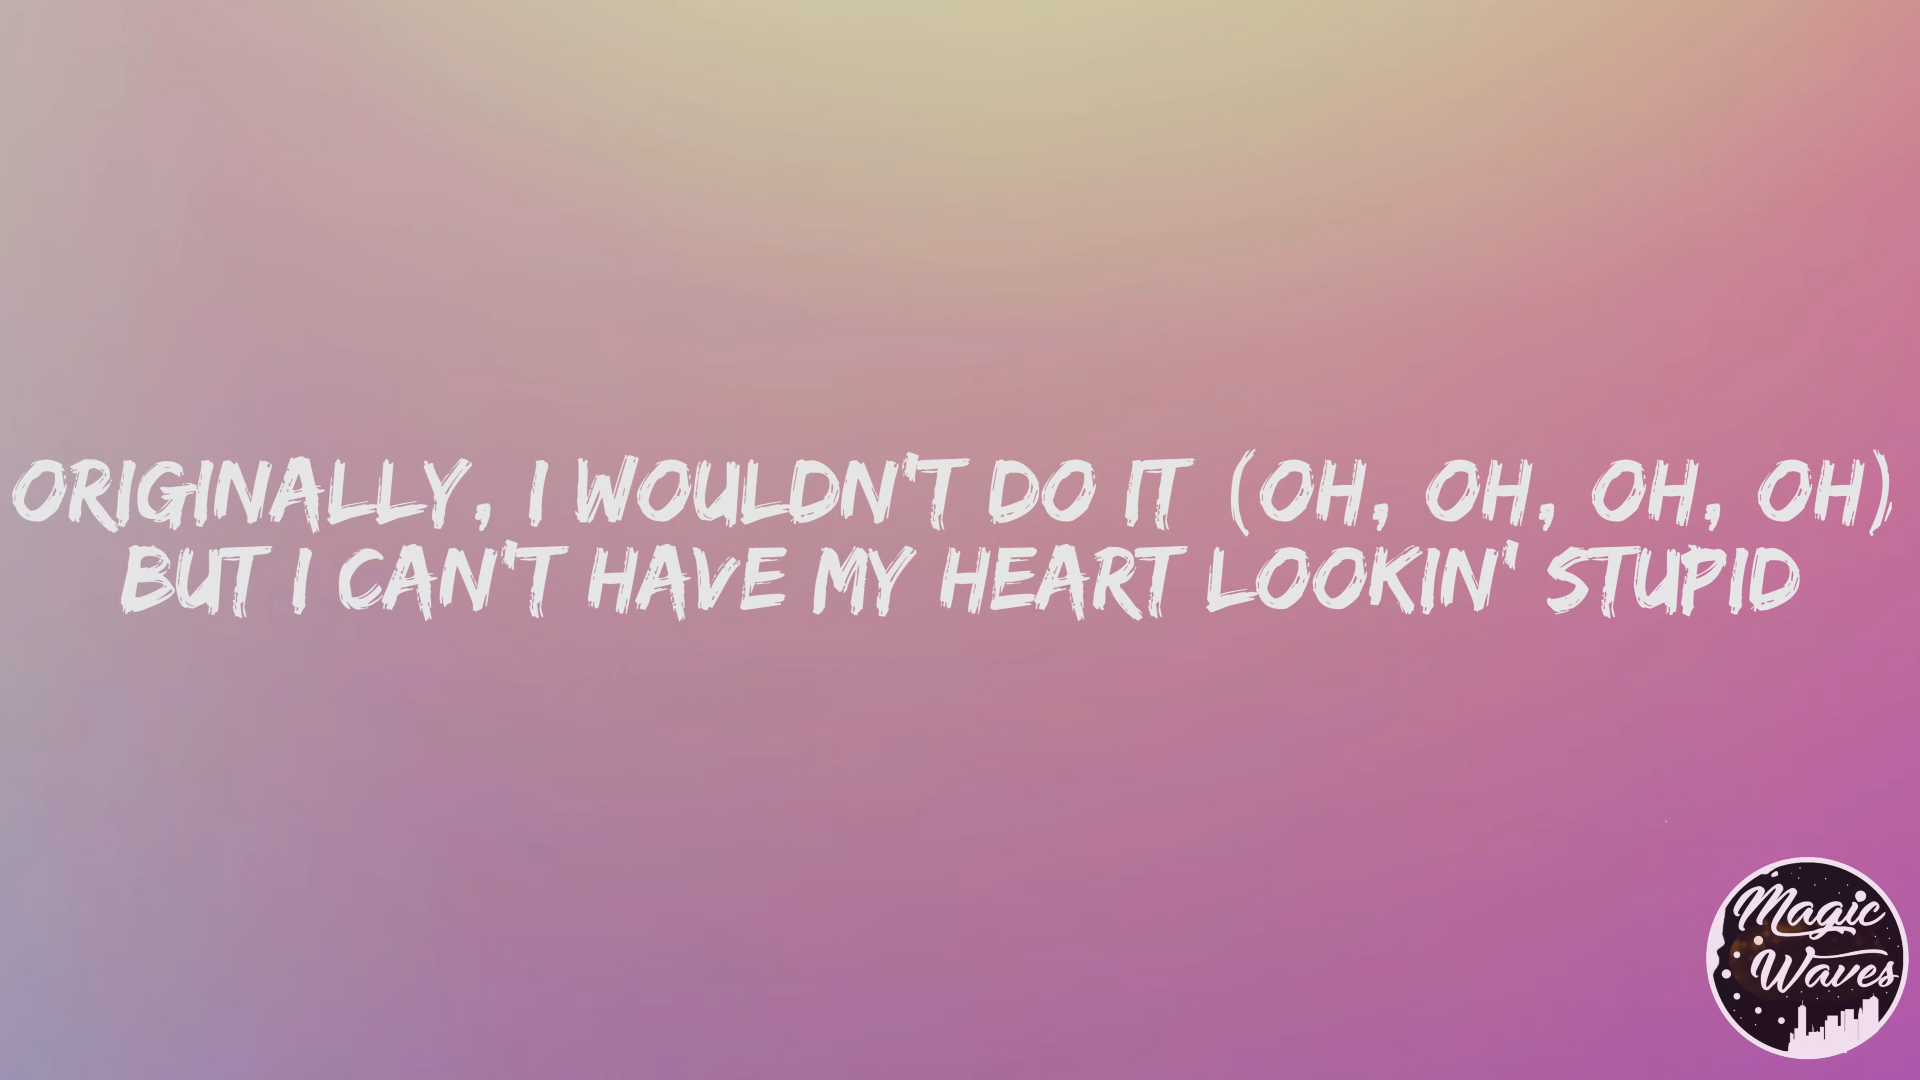 ORIGINALLY, I WOULDN'T DO IT (OH, OH, OH, OH)
BUT I CAN'T HAVE MY HEART LOOKIN' STUPID
Magic
Waves